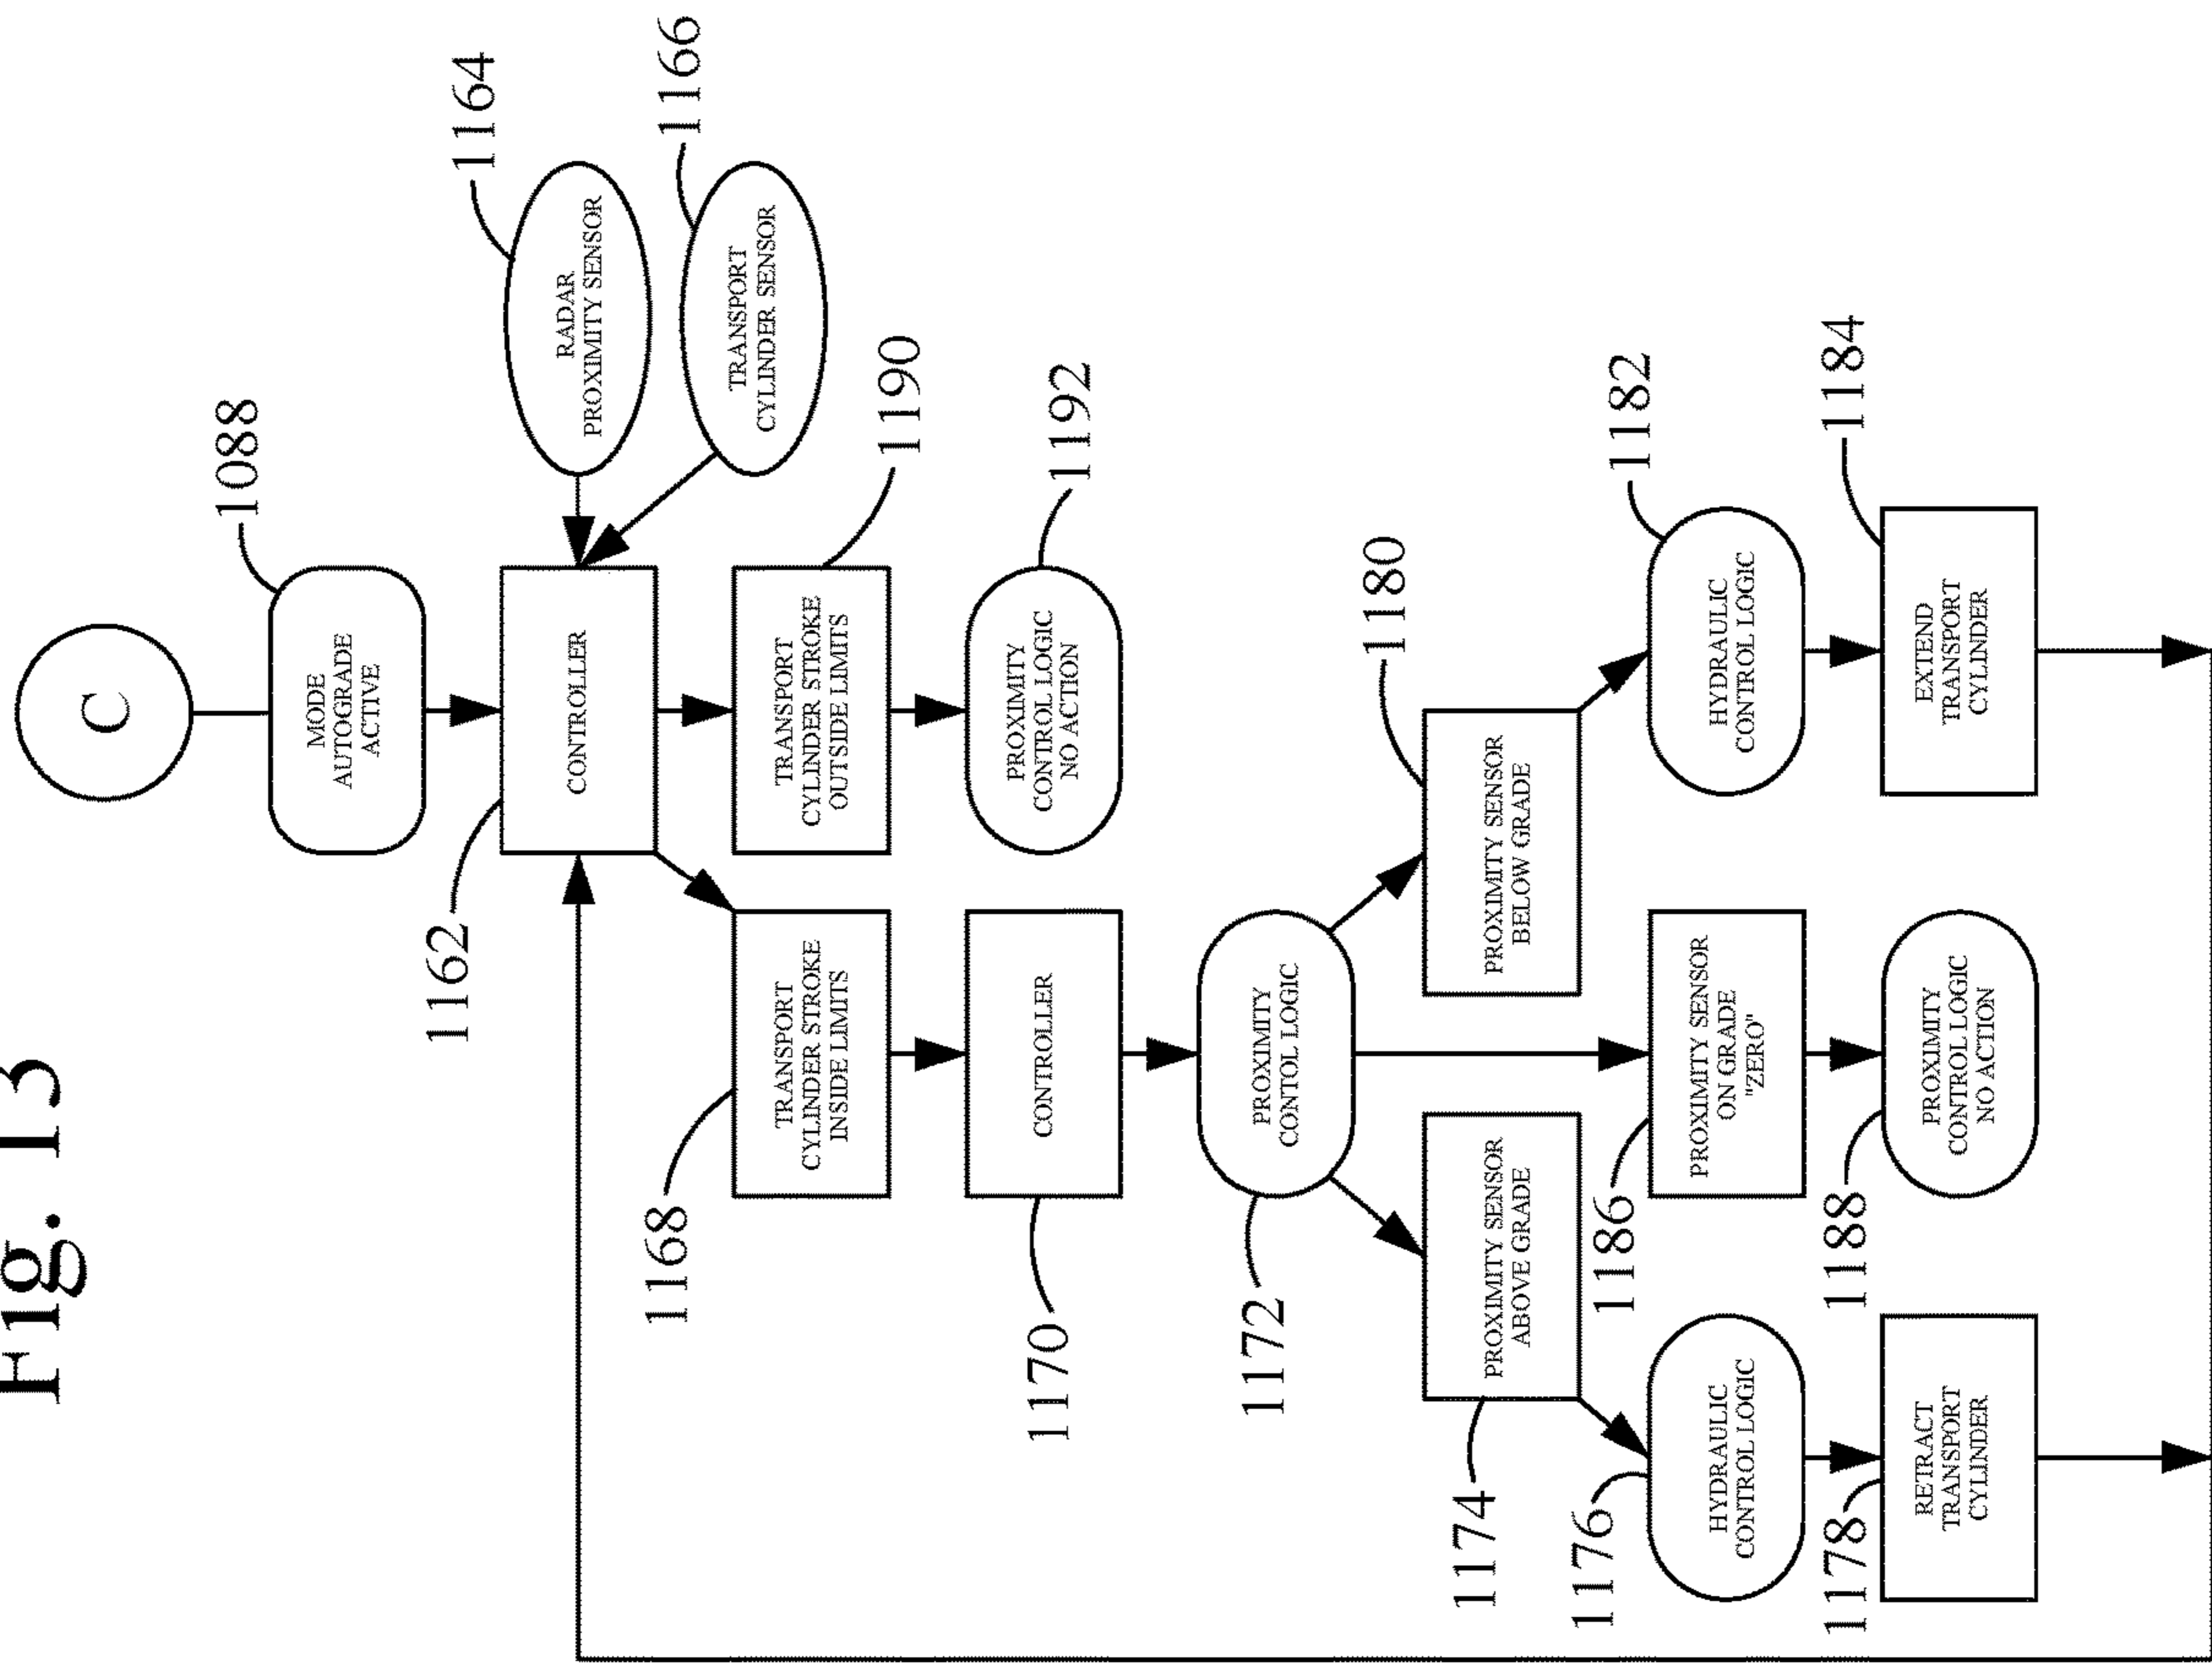 Fig. 13
C
1088
MODE
AUTOGRADE
ACTIVE
1162
CONTROLLER
1164
RADAR
PROXIMITY SENSOR
1166
TRANSPORT
CYLINDER SENSOR
1168
TRANSPORT
CYLINDER STROKE
INSIDE LIMITS
TRANSPORT
CYLINDER STROKE
OUTSIDE LIMITS
1190
1170
CONTROLLER
PROXIMITY
CONTROL LOGIC
NO ACTION
1192
1172
PROXIMITY
CONTOL LOGIC
1174
PROXIMITY SENSOR
ABOVE GRADE
PROXIMITY SENSOR
BELOW GRADE
1180
1176
HYDRAULIC
CONTROL LOGIC
1186
PROXIMITY SENSOR
ON GRADE
"ZERO"
HYDRAULIC
CONTROL LOGIC
1182
1178
RETRACT
TRANSPORT
CYLINDER
1188
PROXIMITY
CONTROL LOGIC
NO ACTION
EXTEND
TRANSPORT
CYLINDER
1184